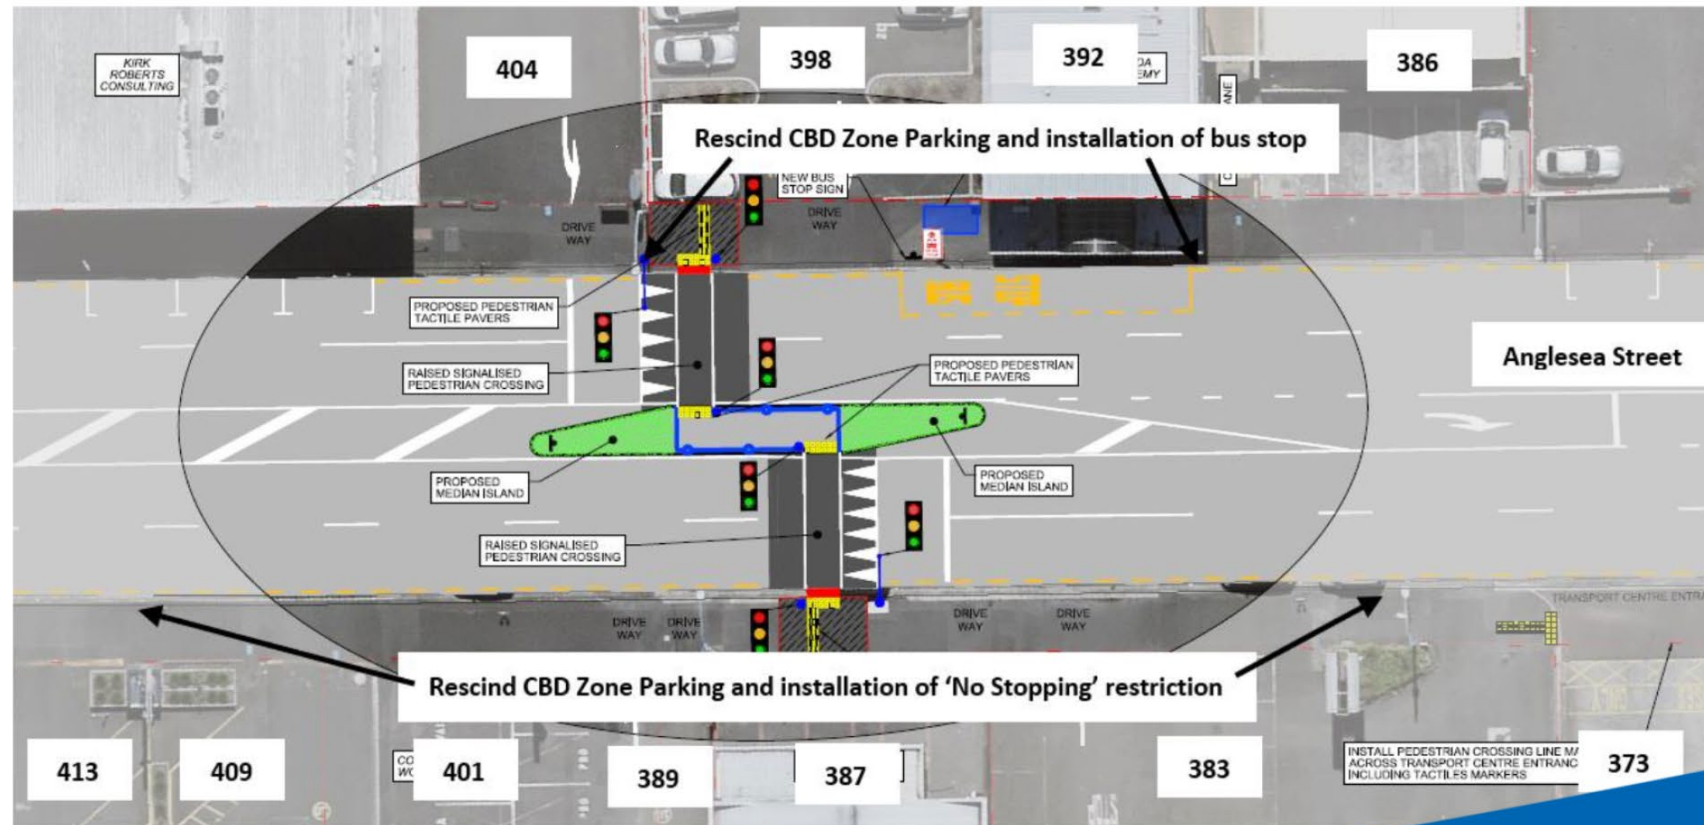 KIRK
ROBERTS
CONSULTING
404
398
392
386
Rescind CBD Zone Parking and installation of bus stop
NEW BUS
STOP SIGN
DRIVE
WAY
DRIVE
WAY
PROPOSED PEDESTRIAN
TACTILE PAVERS
Anglesea Street
RAISED SIGNALISED
PEDESTRIAN CROSSING
PROPOSED PEDESTRIAN
TACTILE PAVERS
PROPOSED
MEDIAN ISLAND
PROPOSED
MEDIAN ISLAND
RAISED SIGNALISED
PEDESTRIAN CROSSING
TRANSPORT CENTRE
DRIVE
WAY
DRIVE
WAY
DRIVE
WAY
DRIVE
WAY
Rescind CBD Zone Parking and installation of ‘No Stopping’ restriction
413
409
401
389
387
383
INSTALL PEDESTRIAN CROSSING LINE
ACROSS TRANSPORT CENTRE
INCLUDING TACTILES MARKERS
373